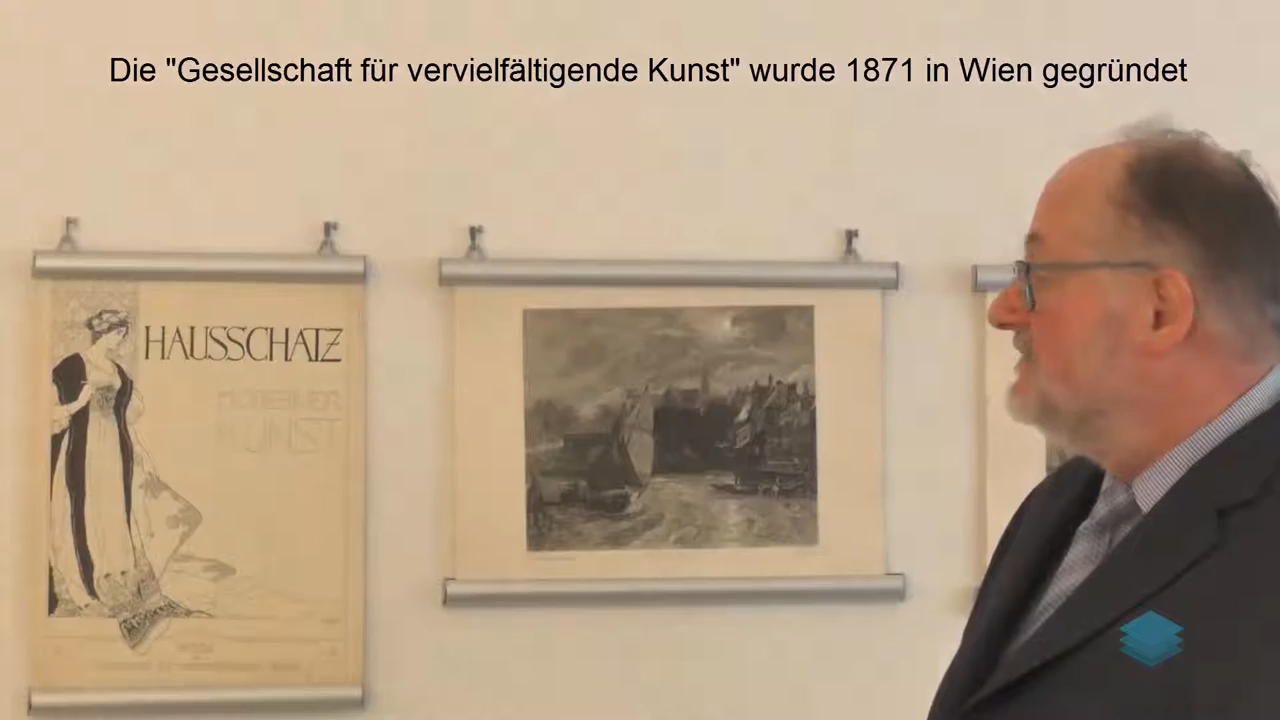 Die "Gesellschaft für vervielfältigende Kunst" wurde 1871 in Wien gegründet
HAUSSCHATZ
MODERNER
KUNST